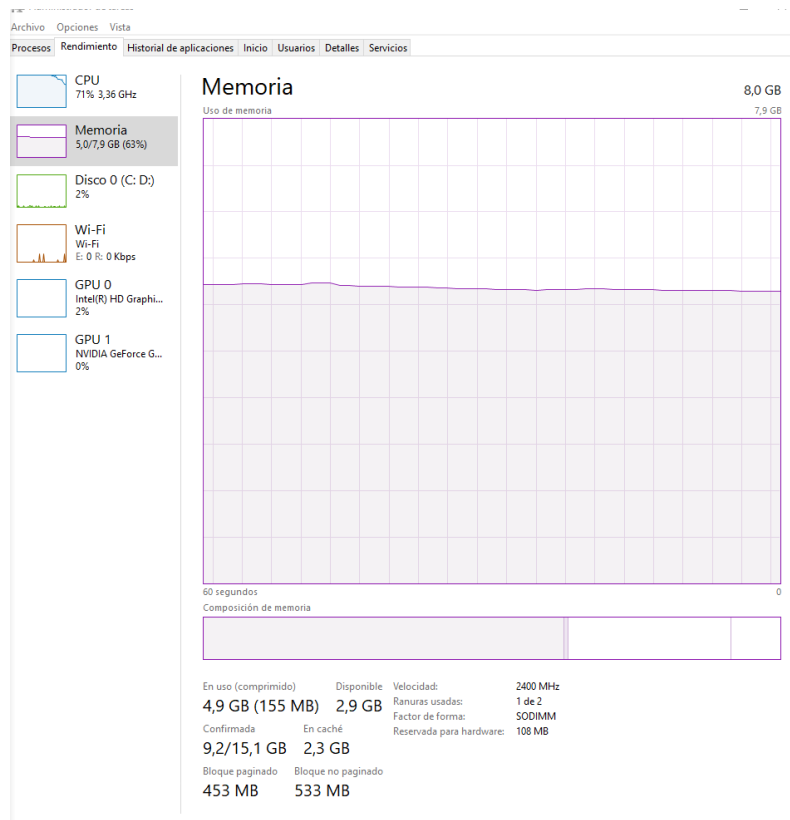 Archivo Opciones Vista
Procesos Rendimiento Historial de aplicaciones Inicio Usuarios Detalles Servicios
CPU
71% 3,36 GHz
Memoria
5,0/7,9 GB (63%)
Disco 0 (C: D:)
2%
Wi-Fi
Wi-Fi
E: 0 R: 0 Kbps
GPU 0
Intel(R) HD Graphi...
2%
GPU 1
NVIDIA GeForce G...
0%
Memoria 8,0 GB
Uso de memoria 7,9 GB
60 segundos 0
Composición de memoria
En uso (comprimido) Disponible
4,9 GB (155 MB) 2,9 GB
Confirmada En caché
9,2/15,1 GB 2,3 GB
Bloque paginado Bloque no paginado
453 MB 533 MB
Velocidad: 2400 MHz
Ranuras usadas: 1 de 2
Factor de forma: SODIMM
Reservada para hardware: 108 MB